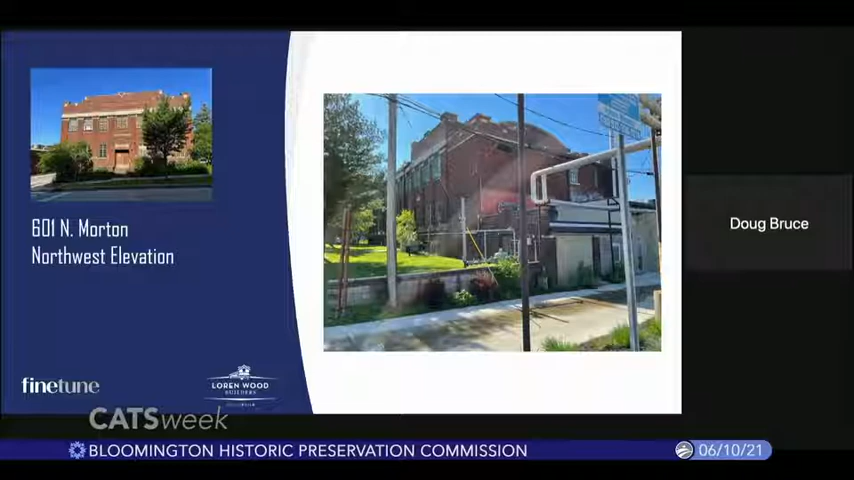 601 N. Morton
Northwest Elevation
finetune
LOREN WOOD
BUILDERS
Doug Bruce
CATSweek
BLOOMINGTON HISTORIC PRESERVATION COMMISSION
06/10/21